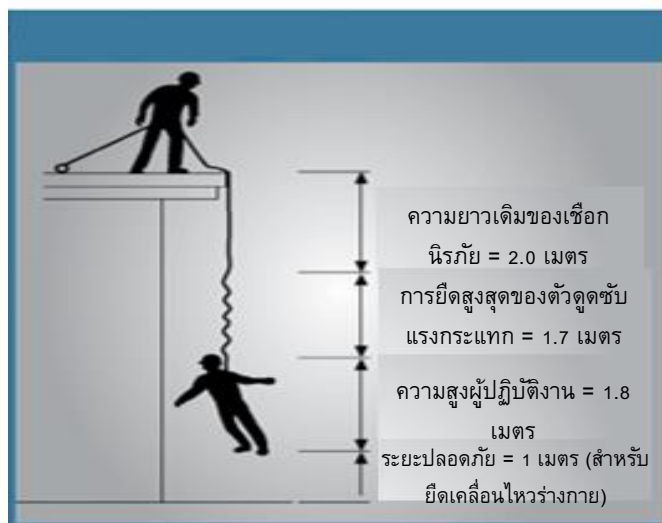 ความยาวเดิมของเชือก
นิรภัย = 2.0 เมตร
การยืดสูงสุดของตัวดูดซับ
แรงกระแทก = 1.7 เมตร
ความสูงผู้ปฏิบัติงาน = 1.8
เมตร
ระยะปลอดภัย = 1 เมตร (สำหรับ
ยืดเคลื่อนไหวร่างกาย)